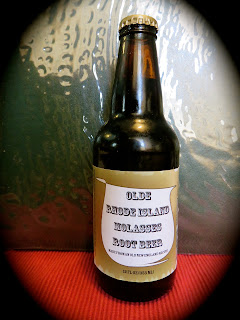 OLDE
RHODE ISLAND
MOLASSES
ROOT BEER